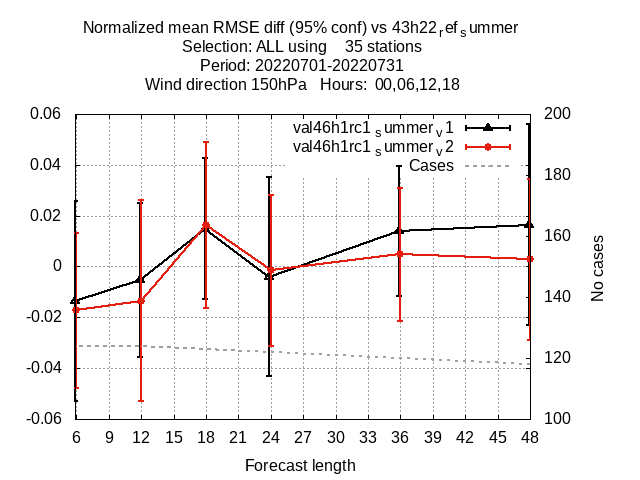 Normalized mean RMSE diff (95% conf) vs 43h22refsummer
Selection: ALL using 35 stations
Period: 20220701-20220731
Wind direction 150hPa Hours: 00,06,12,18
val46h1rc1summerv1
val46h1rc1summerv2
Cases
0.06
0.04
0.02
0
-0.02
-0.04
-0.06
200
180
160
140
120
100
No cases
6 9 12 15 18 21 24 27 30 33 36 39 42 45 48
Forecast length